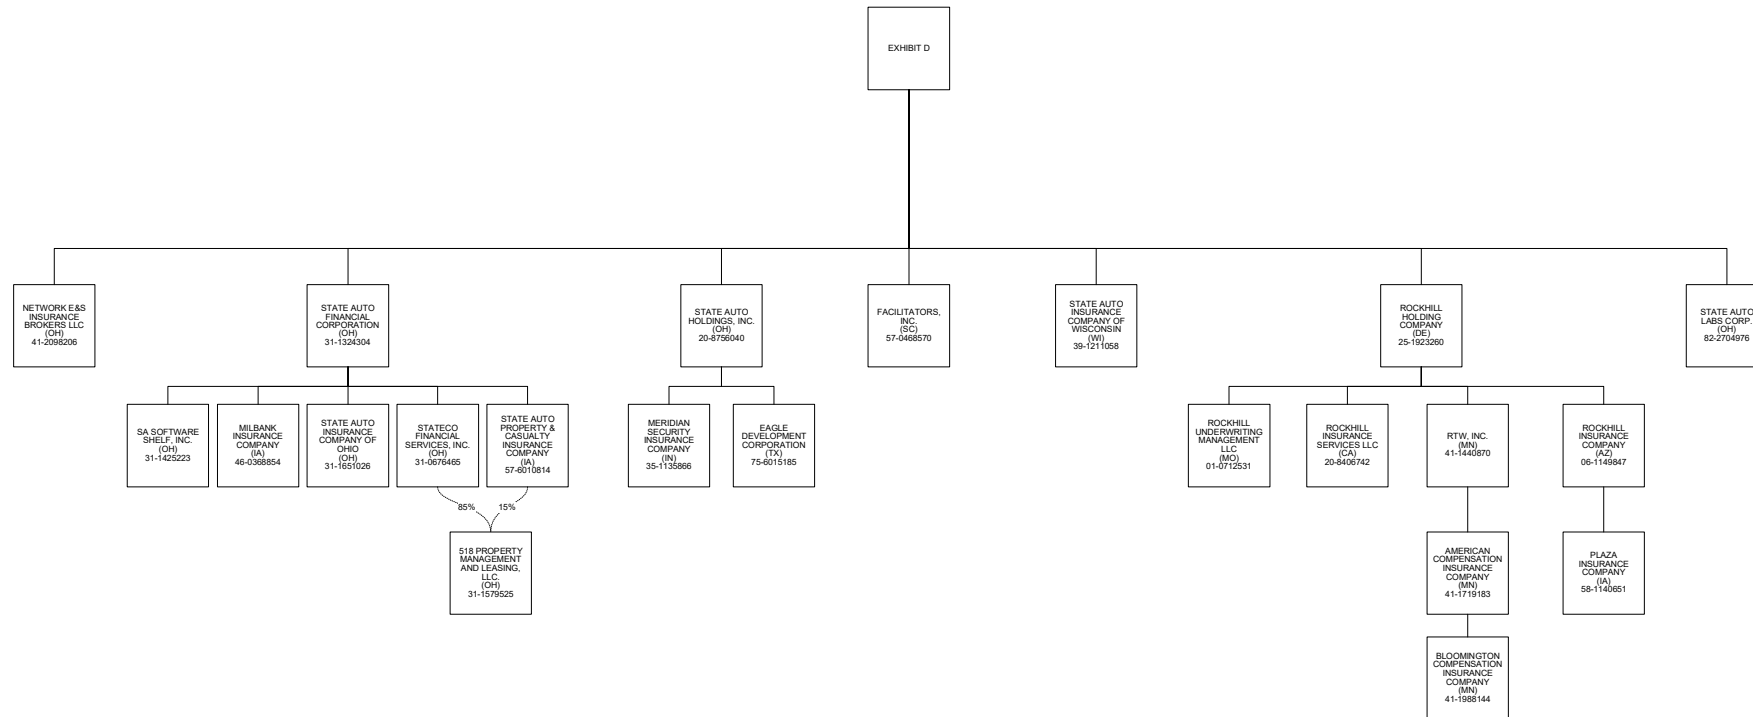 EXHIBIT D
NETWORK E&S
INSURANCE
BROKERS LLC
(OH)
41-2098206
STATE AUTO
FINANCIAL
CORPORATION
(OH)
31-1324304
STATE AUTO
HOLDINGS, INC.
(OH)
20-8756040
FACILITATORS,
INC.
(SC)
57-0468570
STATE AUTO
INSURANCE
COMPANY OF
WISCONSIN
(WI)
39-1211058
ROCKHILL
HOLDING
COMPANY
(DE)
25-1923260
STATE AUTO
LABS CORP.
(OH)
82-2704976
SA SOFTWARE
SHELF, INC.
(OH)
31-1425223
MILBANK
INSURANCE
COMPANY
(IA)
46-0368854
STATE AUTO
INSURANCE
COMPANY OF
OHIO
(OH)
31-1651026
STATECO
FINANCIAL
SERVICES, INC.
(OH)
31-0676465
STATE AUTO
PROPERTY &
CASUALTY
INSURANCE
COMPANY
(IA)
57-6010814
MERIDIAN
SECURITY
INSURANCE
COMPANY
(IN)
35-1135866
EAGLE
DEVELOPMENT
CORPORATION
(TX)
75-6015185
ROCKHILL
UNDERWRITING
MANAGEMENT
LLC
(MO)
01-0712531
ROCKHILL
INSURANCE
SERVICES LLC
(CA)
20-8406742
RTW, INC.
(MN)
41-1440870
ROCKHILL
INSURANCE
COMPANY
(AZ)
06-1149847
85%
15%
518 PROPERTY
MANAGEMENT
AND LEASING,
LLC.
(OH)
31-1579525
AMERICAN
COMPENSATION
INSURANCE
COMPANY
(MN)
41-1719183
PLAZA
INSURANCE
COMPANY
(IA)
58-1140651
BLOOMINGTON
COMPENSATION
INSURANCE
COMPANY
(MN)
41-1988144